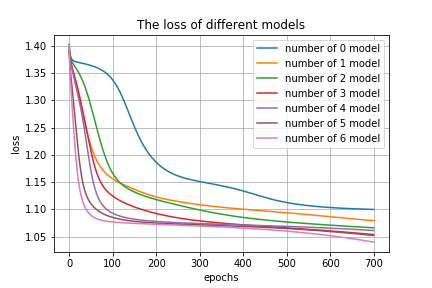 The loss of different models
1.40
1.35
1.30
1.25
1.20
1.15
1.10
1.05
loss
number of 0 model
number of 1 model
number of 2 model
number of 3 model
number of 4 model
number of 5 model
number of 6 model
0 100 200 300 400 500 600 700
epochs